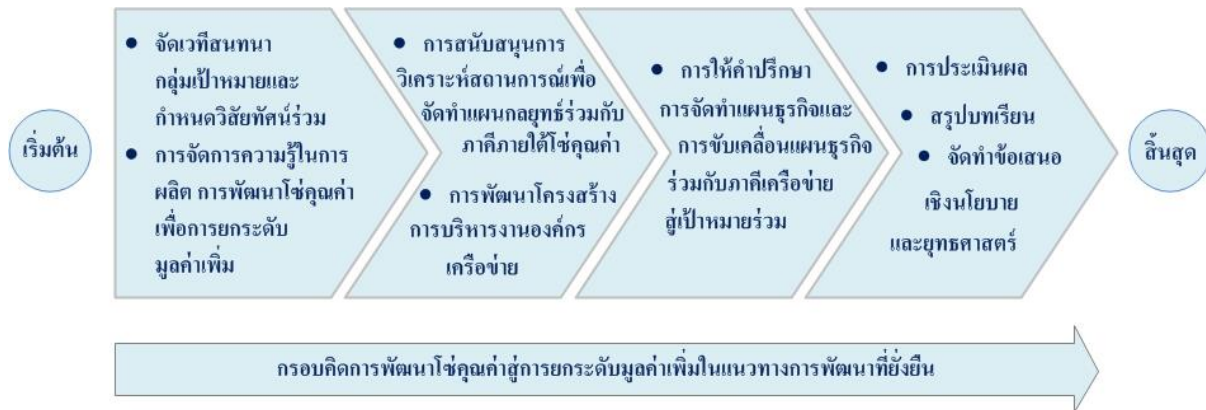 เริ่มต้น
● จัดเวทีสนทนา
กลุ่มเป้าหมายและ
กำหนดวิสัยทัศน์ร่วม
● การจัดการความรู้ในการ
ผลิต การพัฒนาโซ่คุณค่า
เพื่อการยกระดับ
มูลค่าเพิ่ม
● การสนับสนุนการ
วิเคราะห์สถานการณ์เพื่อ
จัดทำแผนกลยุทธ์ร่วมกับ
ภาคีภายใต้โซ่คุณค่า
● การพัฒนาโครงสร้าง
การบริหารงานองค์กร
เครือข่าย
● การให้คำปรึกษา
การจัดทำแผนธุรกิจและ
การขับเคลื่อนแผนธุรกิจ
ร่วมกับภาคีเครือข่าย
สู่เป้าหมายร่วม
● การประเมินผล
● สรุปบทเรียน
● จัดทำข้อเสนอ
เชิงนโยบาย
และยุทธศาสตร์
สิ้นสุด
กรอบคิดการพัฒนาโซ่คุณค่าสู่การยกระดับมูลค่าเพิ่มในแนวทางการพัฒนาที่ยั่งยืน